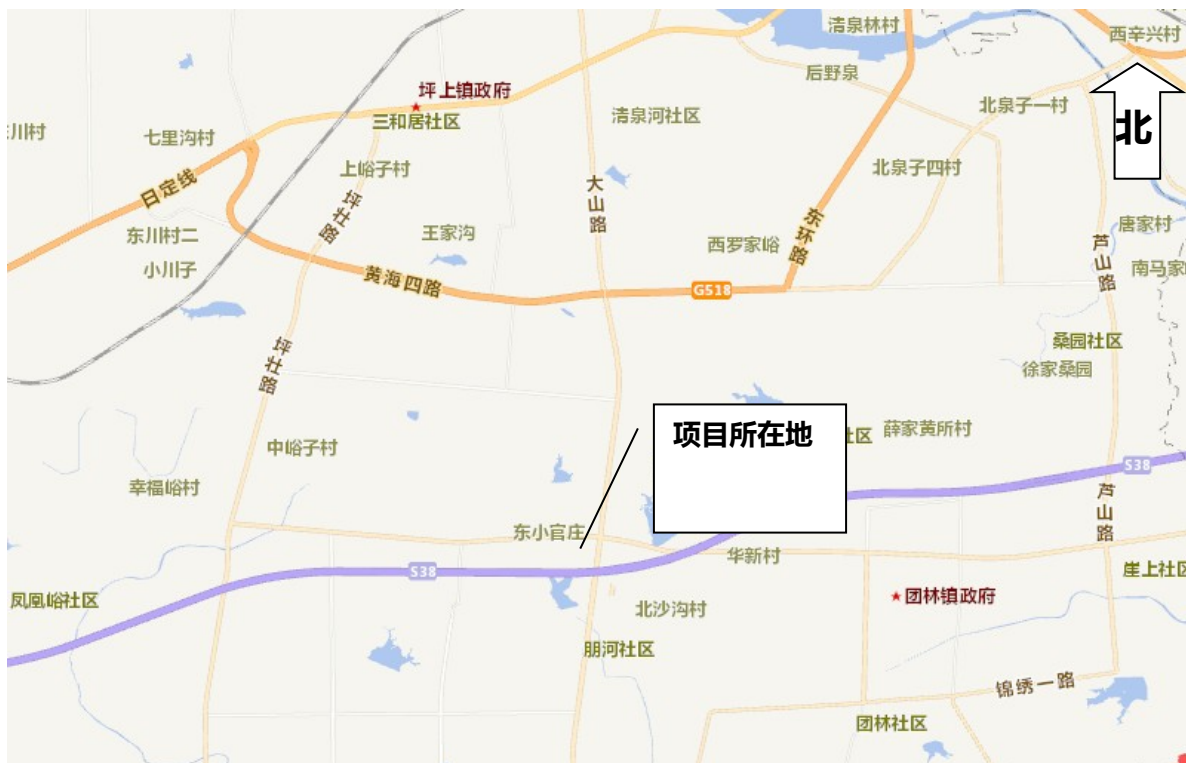 清泉林村
西辛兴村
后野泉
坪上镇政府
北泉子一村
清泉河社区
三和居社区
川村
七里沟村
北
上峪子村
北泉子四村
日定线
坪壮路
大山路
东环路
唐家村
东川村二
王家沟
西罗家峪
芦山路
小川子
黄海四路
南马家
G518
坪壮路
桑园社区
徐家桑园
项目所在地
社区
薛家黄所村
中峪子村
S38
幸福峪村
芦山路
东小官庄
华新村
S38
崖上社区
凤凰峪社区
团林镇政府
北沙沟村
朋河社区
锦绣一路
团林社区